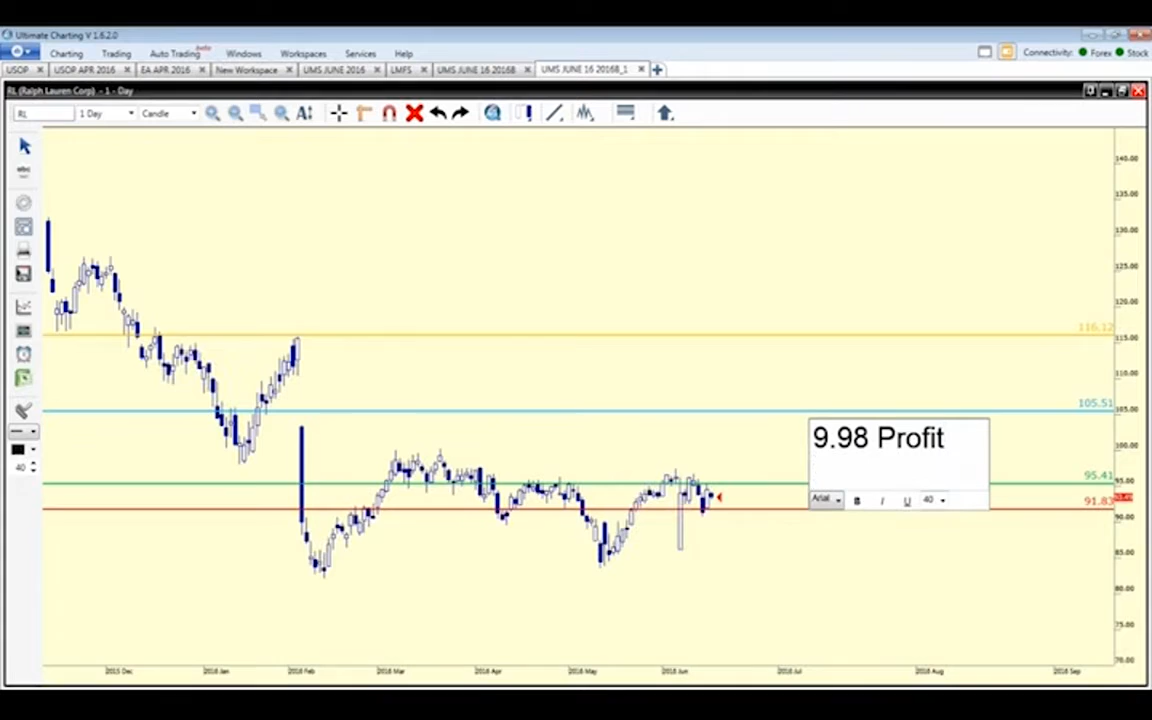 Ultimate Charting V 1.6.2.0
Charting Trading Auto Trading beta Windows Workspaces Services Help Connectivity: Forex Stock
USOP USOP APR 2016 EA APR 2016 New Workspace UMS JUNE 2016 LMFS UMS JUNE 16 2016B UMS JUNE 16 2016B_1
RL (Ralph Lauren Corp) - 1 - Day
RL 1 Day Candle
140.00
135.00
130.00
125.00
120.00
116.12
115.00
110.00
105.51
105.00
100.00
9.98 Profit
95.41
95.00
Arial B I U 40
91.83
90.00
85.00
80.00
75.00
70.00
40
2015 Dec 2016 Jan 2016 Feb 2016 Mar 2016 Apr 2016 May 2016 Jun 2016 Jul 2016 Aug 2016 Sep